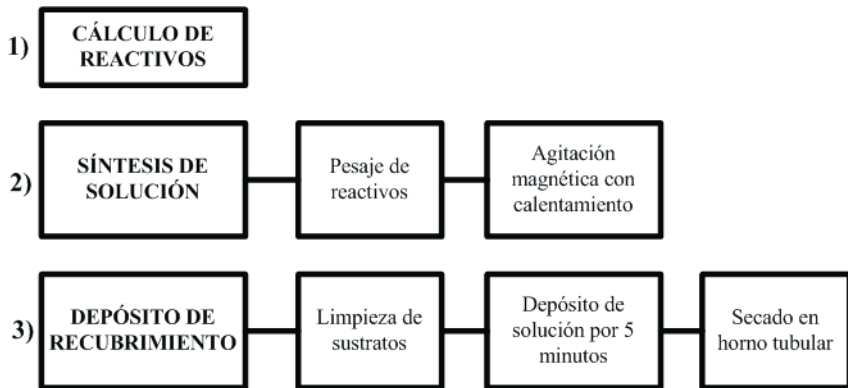 1)
CÁLCULO DE
REACTIVOS
2)
SÍNTESIS DE
SOLUCIÓN
Pesaje de
reactivos
Agitación
magnética con
calentamiento
3)
DEPÓSITO DE
RECUBRIMIENTO
Limpieza de
sustratos
Depósito de
solución por 5
minutos
Secado en
horno tubular